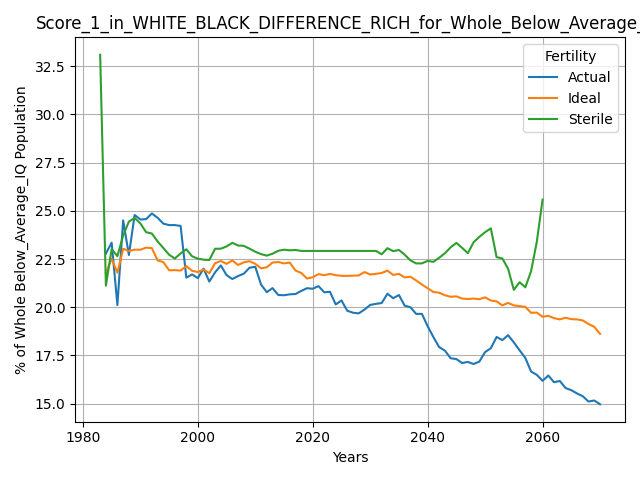 Score_1_in_WHITE_BLACK_DIFFERENCE_RICH_for_Whole_Below_Average_
% of Whole Below_Average_IQ Population
32.5
30.0
27.5
25.0
22.5
20.0
17.5
15.0
Fertility
Actual
Ideal
Sterile
1980 2000 2020 2040 2060
Years